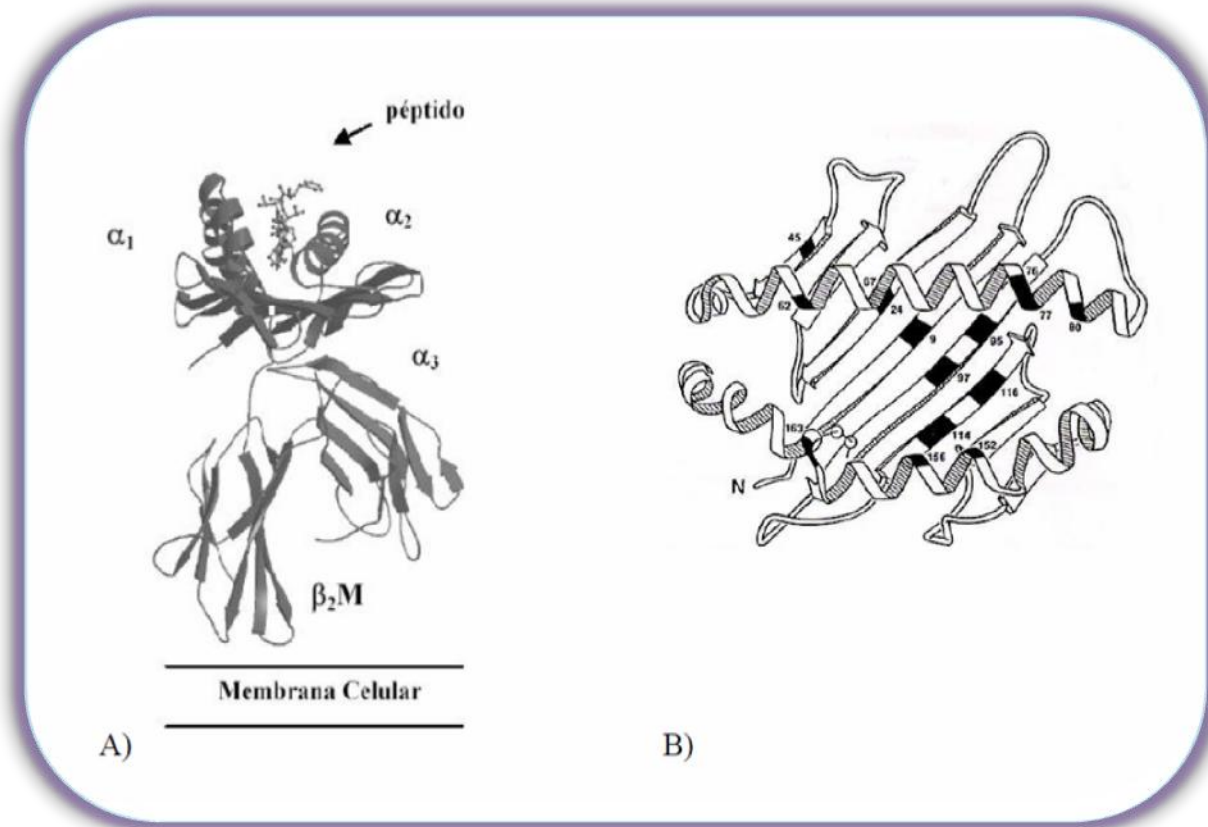 péptido
α₁
α₂
α₃
β₂M
Membrana Celular
A)
45
62
67
24
9
95
97
76
77
80
116
114
152
156
163
N
B)